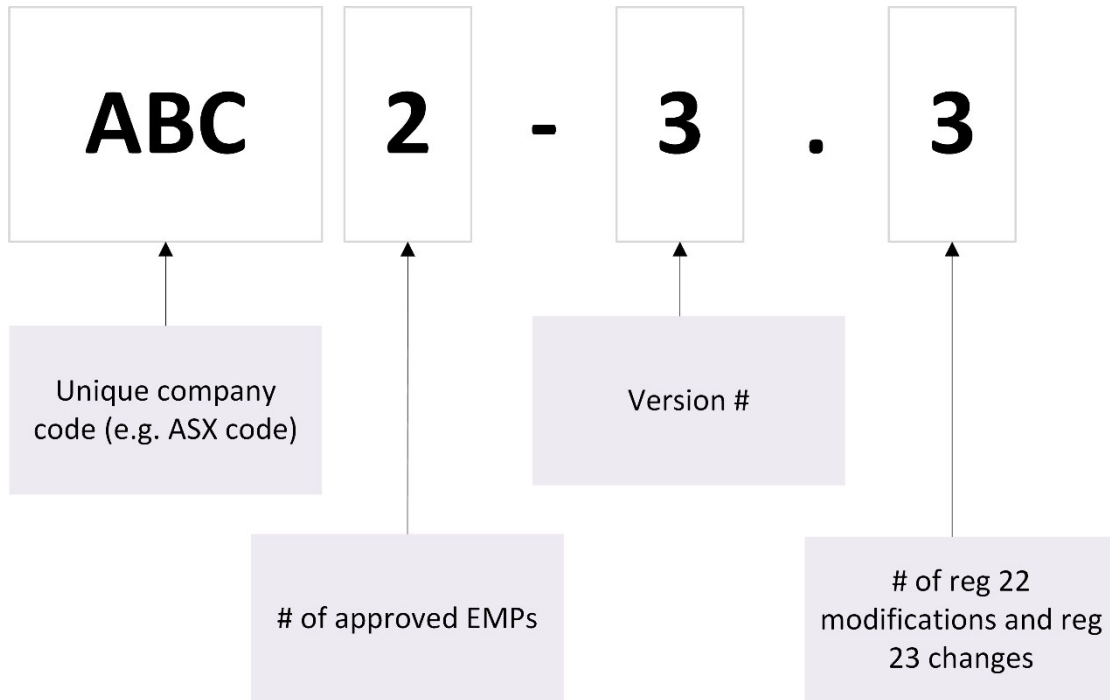 ABC 2 - 3 . 3
Unique company
code (e.g. ASX code)
Version #
# of approved EMPs
# of reg 22
modifications and reg
23 changes